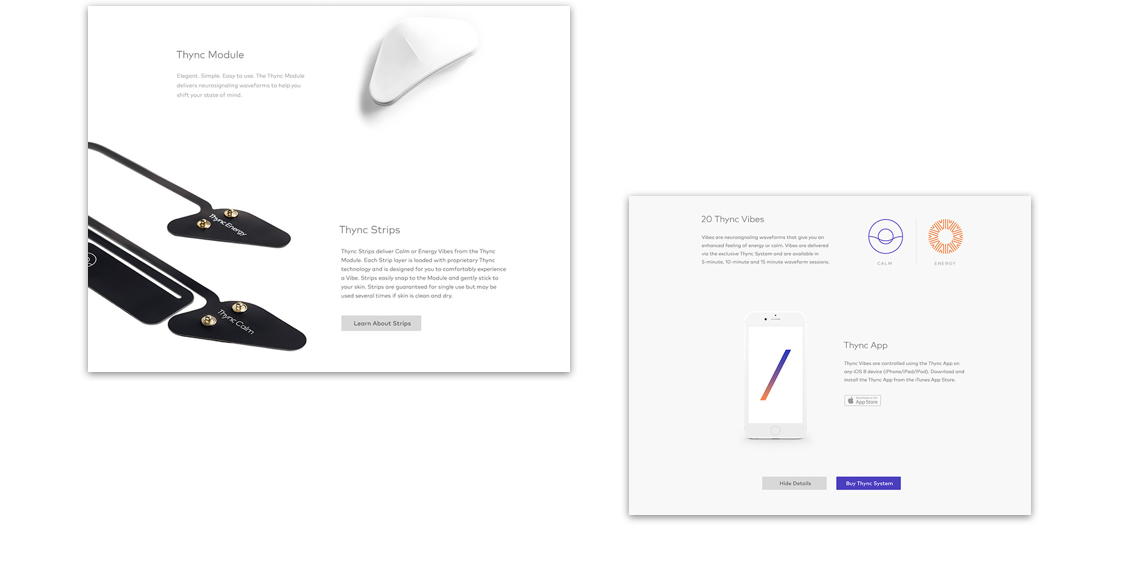 Thync Module
Elegant. Simple. Easy to use. The Thync Module
delivers neurosignaling waveforms to help you
shift your state of mind.
Thync Energy
Thync Calm
Thync Strips
Thync Strips deliver Calm or Energy Vibes from the Thync
Module. Each Strip layer is loaded with proprietary Thync
technology and is designed for you to comfortably experience
a Vibe. Strips easily snap to the Module and gently stick to
your skin. Strips are guaranteed for single use but may be
used several times if skin is clean and dry.
Learn About Strips
20 Thync Vibes
Vibes are neurosignaling waveforms that give you an
enhanced feeling of energy or calm. Vibes are delivered
via the exclusive Thync System and are available in
5-minute, 10-minute and 15 minute waveform sessions.
CALM
ENERGY
Thync App
Thync Vibes are controlled using the Thync App on
any iOS 8 device (iPhone/iPad/iPod). Download and
install the Thync App from the iTunes App Store.
App Store
Hide Details
Buy Thync System